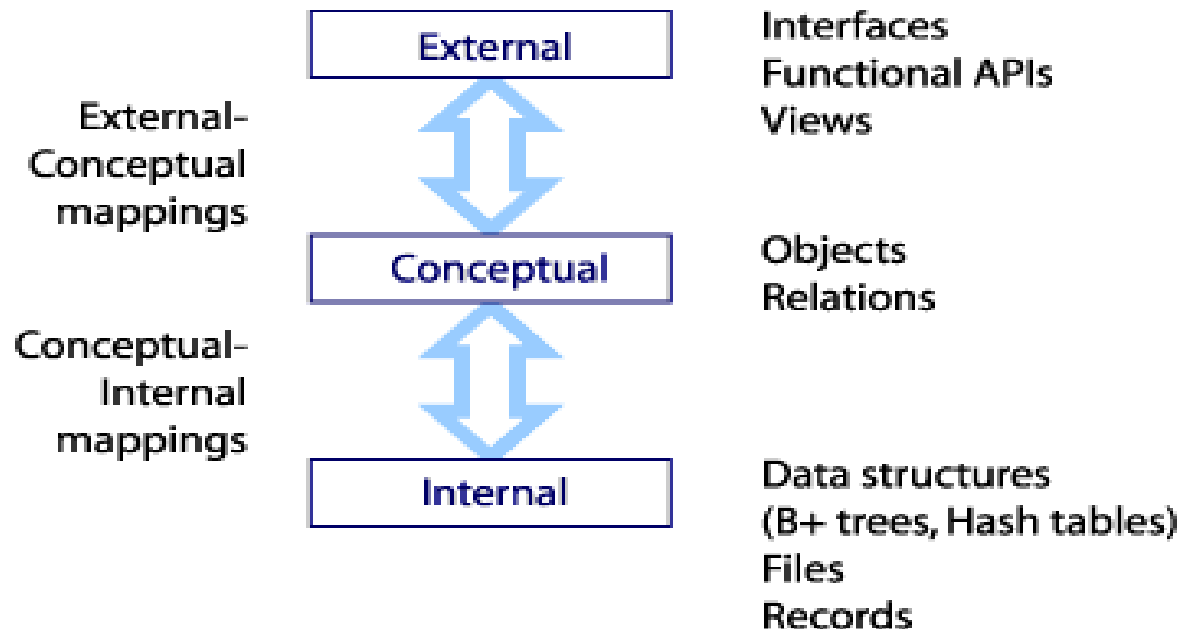 External
Interfaces
Functional APIs
Views
External-
Conceptual
mappings
Conceptual
Objects
Relations
Conceptual-
Internal
mappings
Internal
Data structures
(B+ trees, Hash tables)
Files
Records